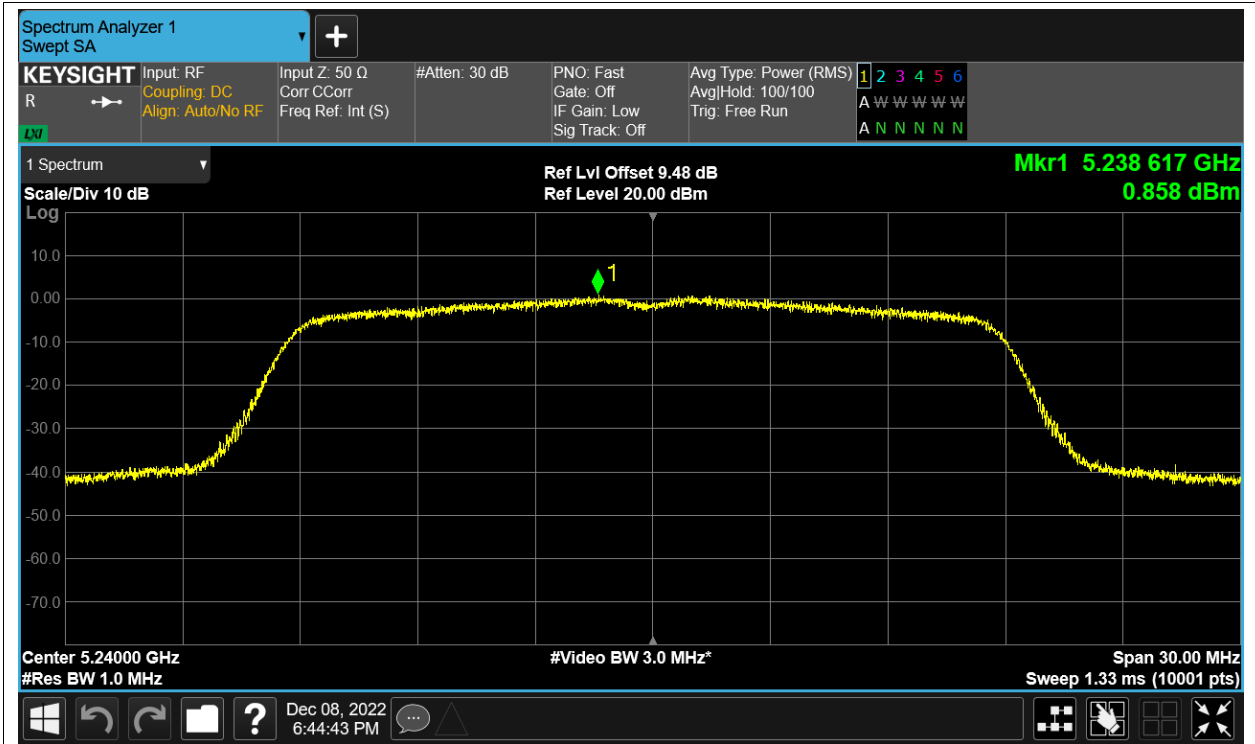 Spectrum Analyzer 1
Swept SA
KEYSIGHT
R
LXI
Input: RF
Coupling: DC
Align: Auto/No RF
Input Z: 50 Ω
Corr CCorr
Freq Ref: Int (S)
#Atten: 30 dB
PNO: Fast
Gate: Off
IF Gain: Low
Sig Track: Off
Avg Type: Power (RMS)
Avg|Hold: 100/100
Trig: Free Run
1 2 3 4 5 6
A W W W W W
A N N N N N
1 Spectrum
Scale/Div 10 dB
Log
Ref Lvl Offset 9.48 dB
Ref Level 20.00 dBm
Mkr1 5.238 617 GHz
0.858 dBm
1
10.0
0.00
-10.0
-20.0
-30.0
-40.0
-50.0
-60.0
-70.0
Center 5.24000 GHz
#Res BW 1.0 MHz
#Video BW 3.0 MHz*
Span 30.00 MHz
Sweep 1.33 ms (10001 pts)
?
Dec 08, 2022
6:44:43 PM